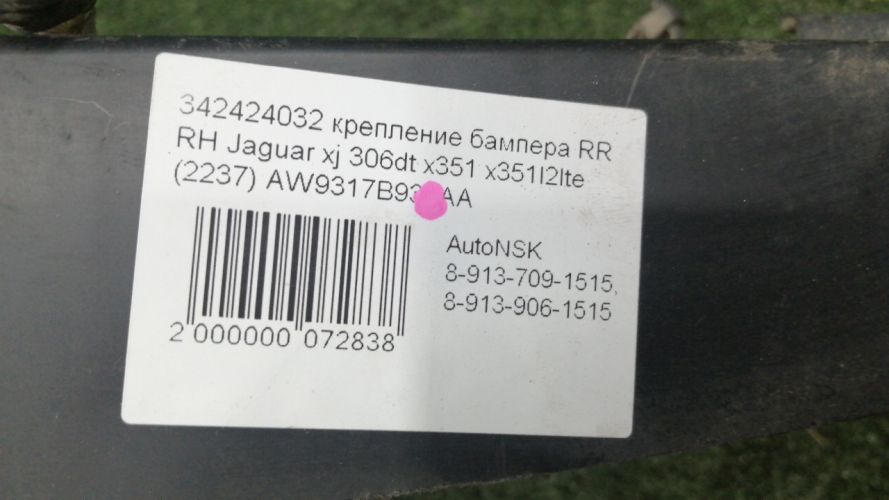 342424032 крепление бампера RR
RH Jaguar xj 306dt x351 x351l2lte
(2237)
AutoNSK
8-913-709-1515,
8-913-906-1515
2 000000 072838